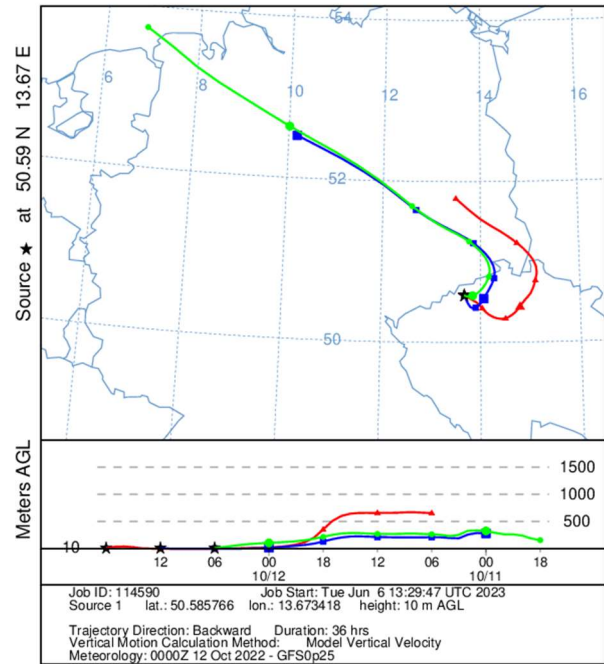 Source ★ at 50.59 N 13.67 E
54
6
8
10
12
14
16
52
50
Meters AGL
1500
1000
500
10
12 06 00 18 12 06 00 18
10/12 10/11
Job ID: 114590 Job Start: Tue Jun 6 13:29:47 UTC 2023
Source 1 lat.: 50.585766 lon.: 13.673418 height: 10 m AGL
Trajectory Direction: Backward Duration: 36 hrs
Vertical Motion Calculation Method: Model Vertical Velocity
Meteorology: 0000Z 12 Oct 2022 - GFS0p25